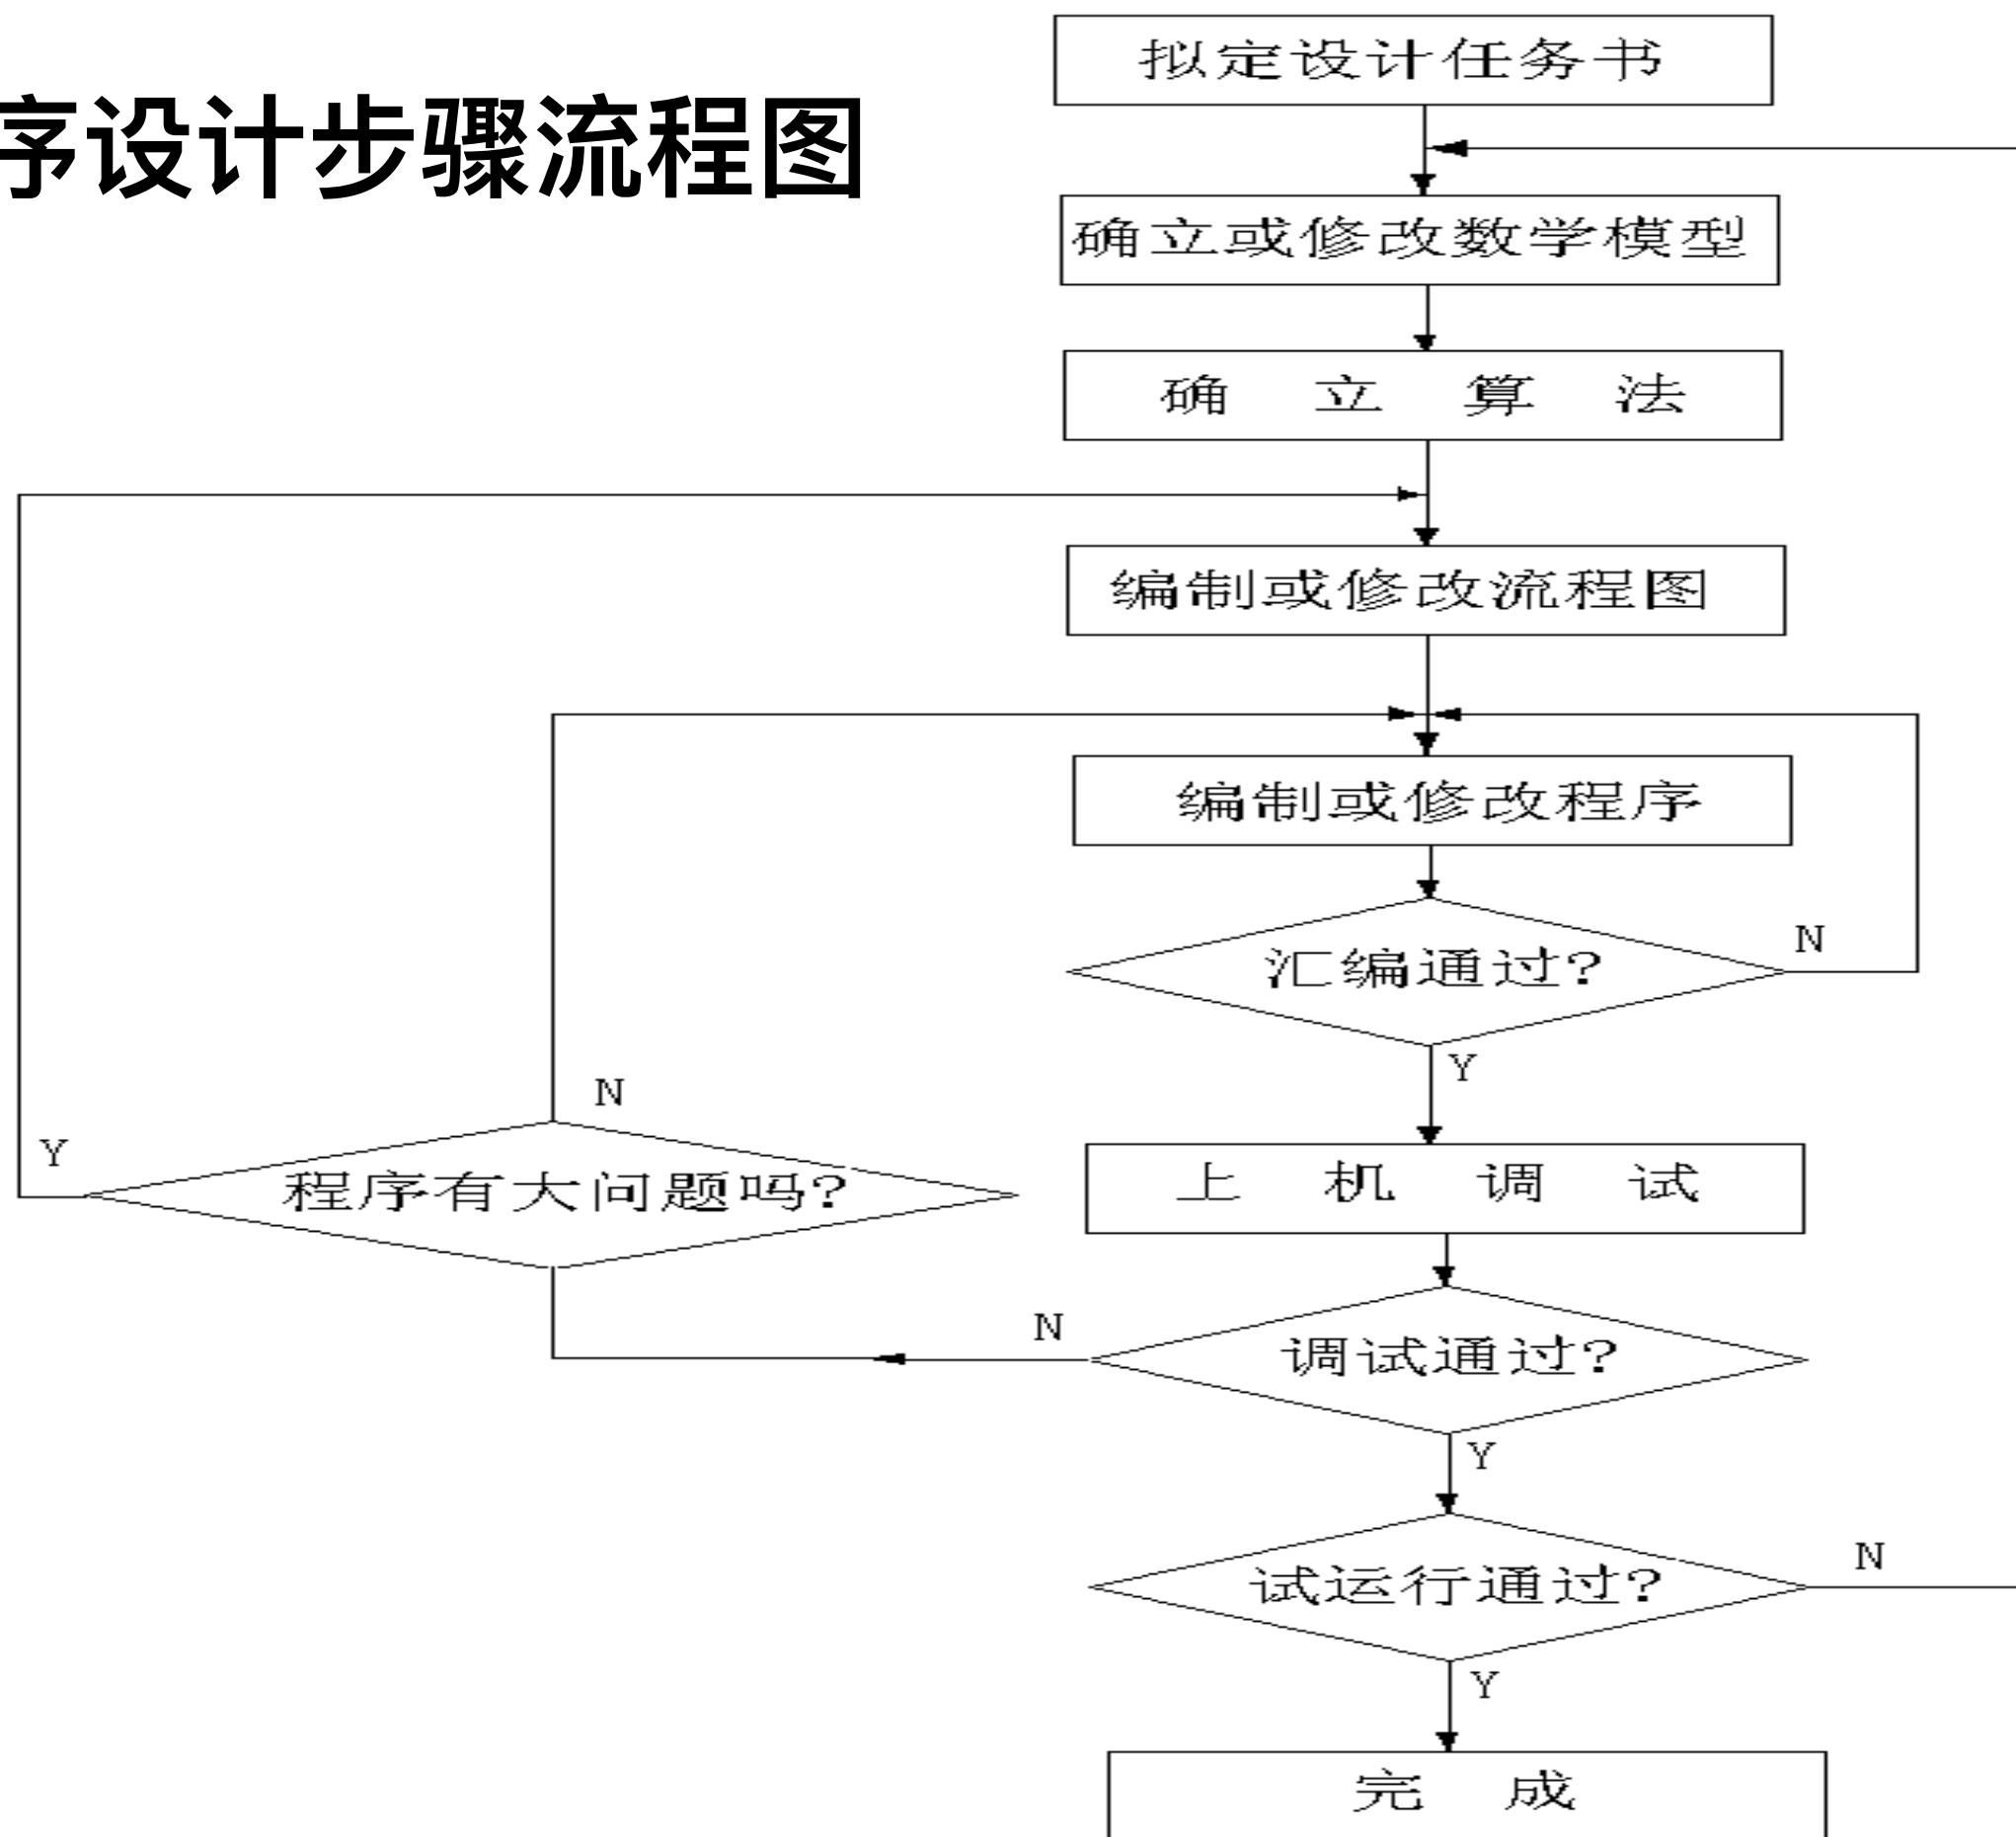 序设计步骤流程图
拟定设计任务书
确立或修改数学模型
确 立 算 法
编制或修改流程图
编制或修改程序
汇编通过?
N
Y
上 机 调 试
N
Y
程序有大问题吗?
调试通过?
N
Y
试运行通过?
N
Y
完 成